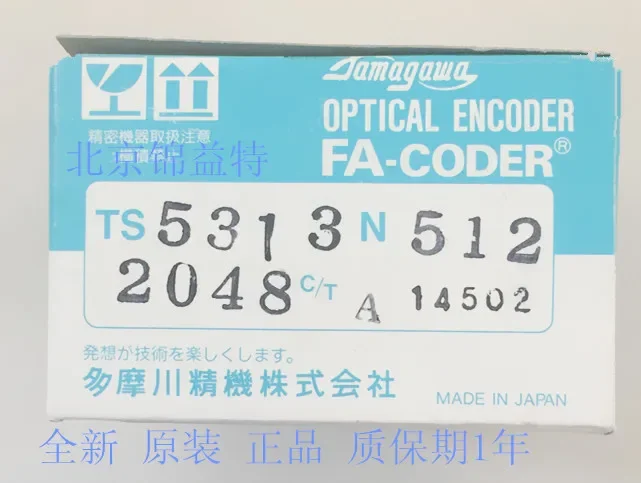 Tamagawa
OPTICAL ENCODER
精密機器取扱注意
FA-CODER®
北京锦益特
TS 5313 N 512
2048 C/T A 14502
発想が技術を楽しくします。
多摩川精機株式会社
MADE IN JAPAN
全新 原装 正品 质保期1年